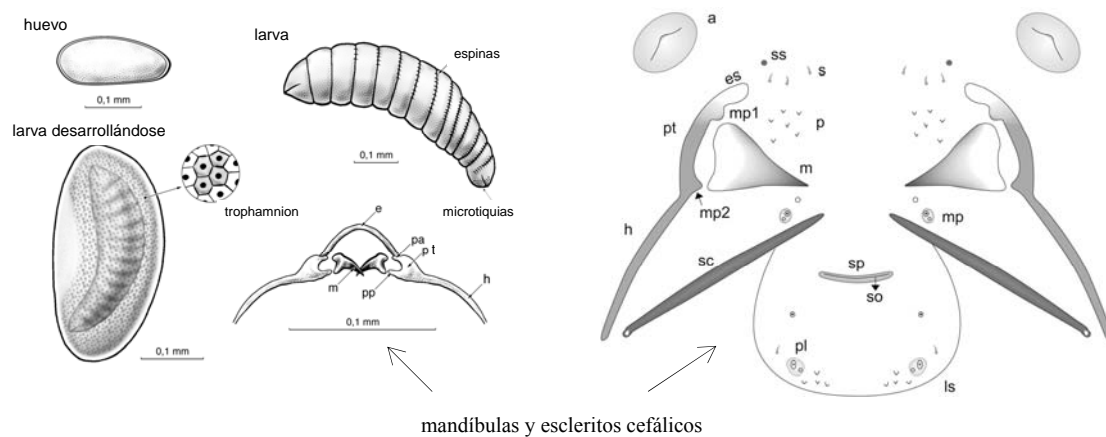 huevo
0,1 mm
larva desarrollándose
trophamnion
0,1 mm
larva
espinas
0,1 mm
microtiquias
e
pa
p t
m
pp
h
0,1 mm
a
ss
s
es
mp1
pt
p
m
mp2
h
mp
sc
sp
so
pl
ls
mandíbulas y escleritos cefálicos